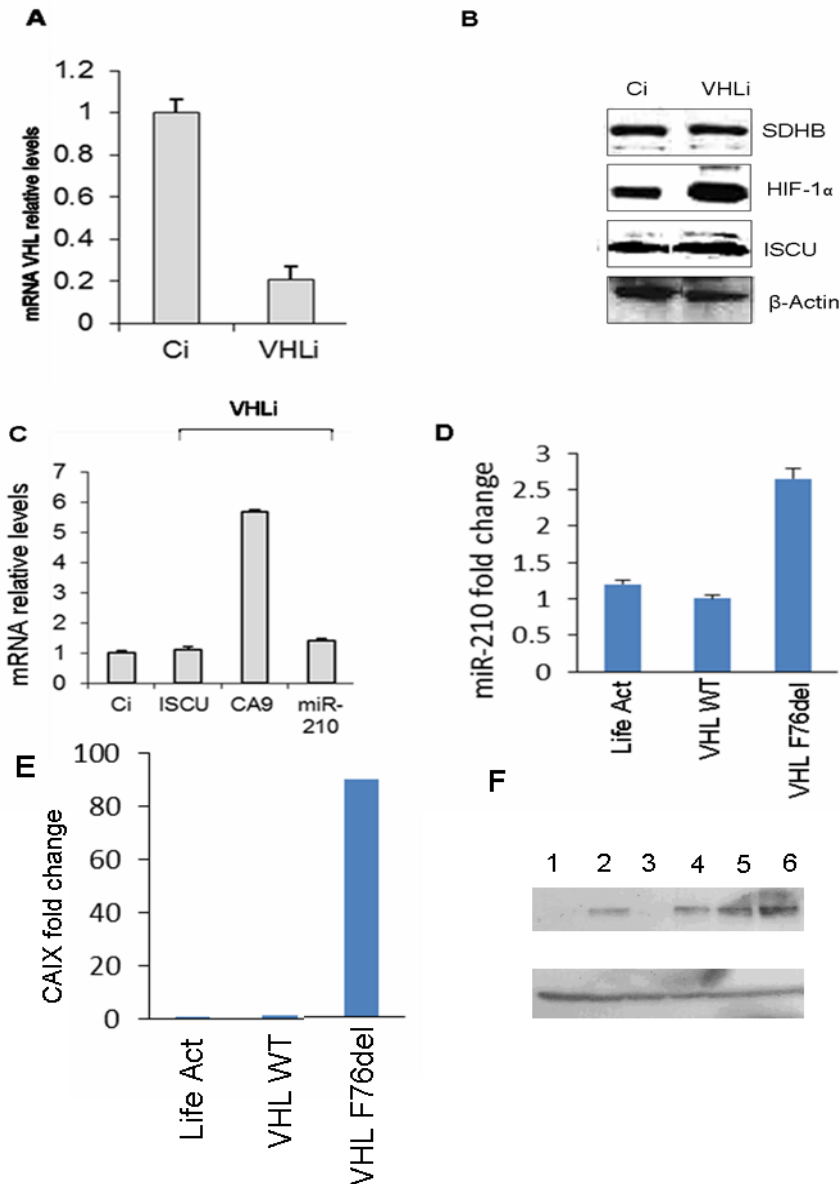 A
mRNA VHL relative levels
1.2
1
0.8
0.6
0.4
0.2
0
Ci VHLi
B
Ci VHLi
SDHB
HIF-1α
ISCU
β-Actin
C
VHLi
mRNA relative levels
7
6
5
4
3
2
1
0
Ci ISCU CA9 miR-
210
D
miR-210 fold change
3
2.5
2
1.5
1
0.5
0
Life Act
VHL WT
VHL F76del
E
CAIX fold change
100
80
60
40
20
0
Life Act
VHL WT
VHL F76del
F
1 2 3 4 5 6